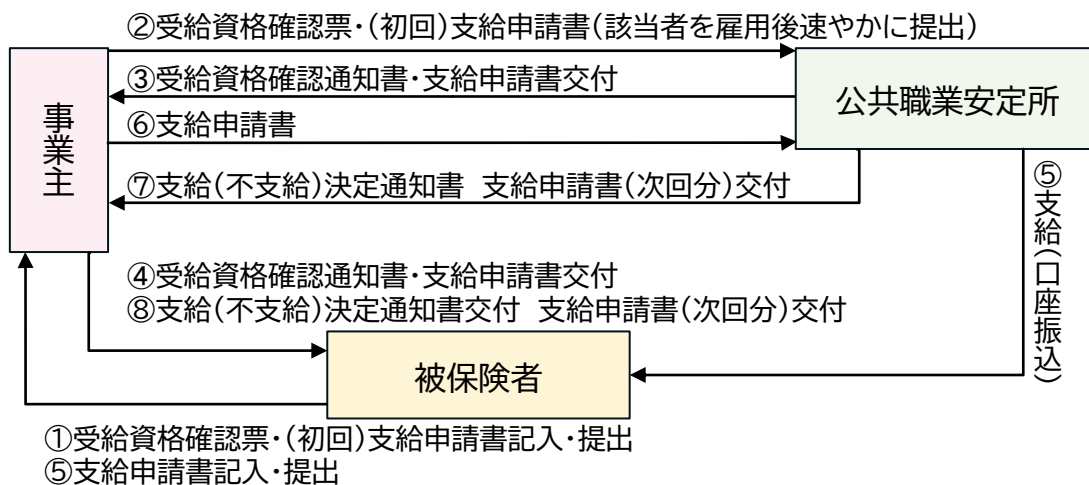 ②受給資格確認票・(初回)支給申請書(該当者を雇用後速やかに提出)
③受給資格確認通知書・支給申請書交付
事業主
公共職業安定所
⑥支給申請書
⑦支給(不支給)決定通知書 支給申請書(次回分)交付
⑤支給(口座振込)
④受給資格確認通知書・支給申請書交付
⑧支給(不支給)決定通知書交付 支給申請書(次回分)交付
被保険者
①受給資格確認票・(初回)支給申請書記入・提出
⑤支給申請書記入・提出